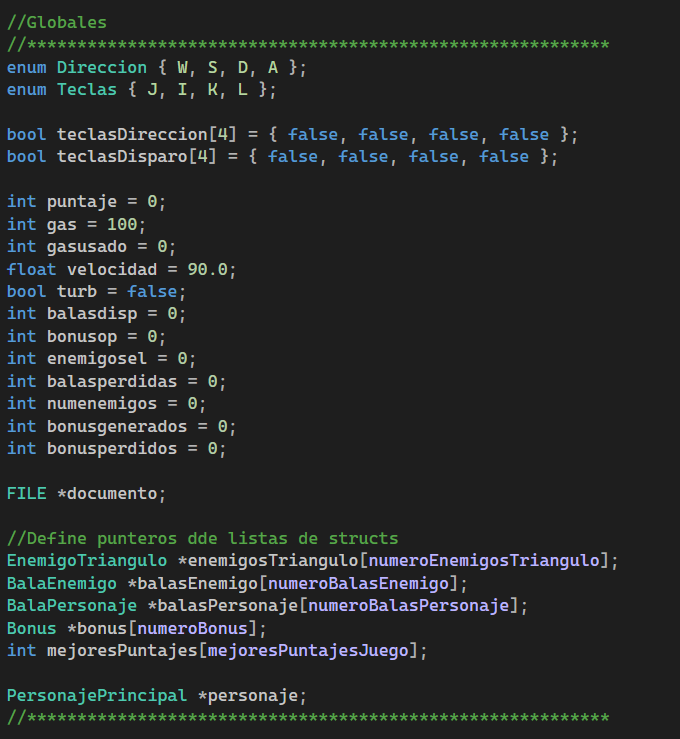 //Globales
//**********************************************************
enum Direccion { W, S, D, A };
enum Teclas { J, I, K, L };
bool teclasDireccion[4] = { false, false, false, false };
bool teclasDisparo[4] = { false, false, false, false };
int puntaje = 0;
int gas = 100;
int gasusado = 0;
float velocidad = 90.0;
bool turb = false;
int balasdisp = 0;
int bonusop = 0;
int enemigosel = 0;
int balasperdidas = 0;
int numenemigos = 0;
int bonusgenerados = 0;
int bonusperdidos = 0;
FILE *documento;
//Define punteros dde listas de structs
EnemigoTriangulo *enemigosTriangulo[numeroEnemigosTriangulo];
BalaEnemigo *balasEnemigo[numeroBalasEnemigo];
BalaPersonaje *balasPersonaje[numeroBalasPersonaje];
Bonus *bonus[numeroBonus];
int mejoresPuntajes[mejoresPuntajesJuego];
PersonajePrincipal *personaje;
//**********************************************************